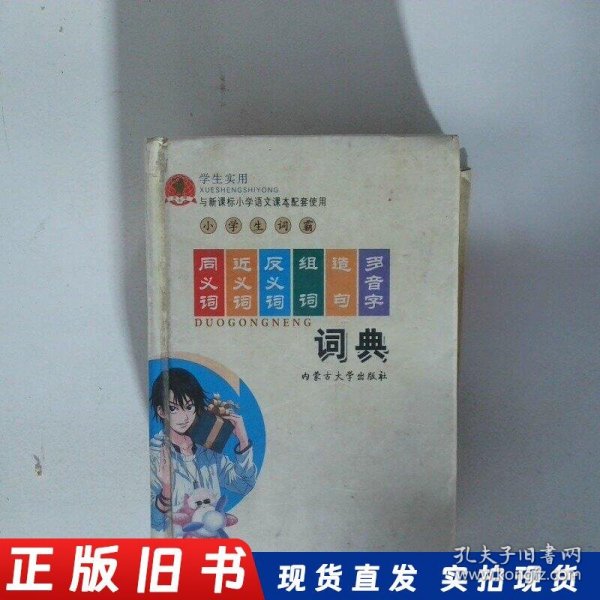 学生实用
XUESHENGSHIYONG
与新课标小学语文课本配套使用
小学生词霸
同义词 近义词 反义词 组词 造句 多音字
DUOGONGNENG
词典
内蒙古大学出版社
正版旧书 现货直发 实拍现货
孔夫子旧书网
www.kongfz.com